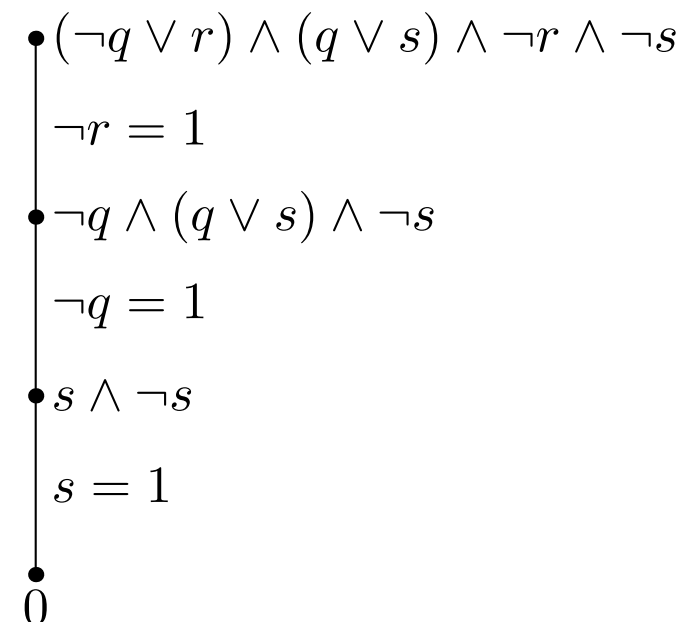 (¬q ∨ r) ∧ (q ∨ s) ∧ ¬r ∧ ¬s
¬r = 1
¬q ∧ (q ∨ s) ∧ ¬s
¬q = 1
s ∧ ¬s
s = 1
0